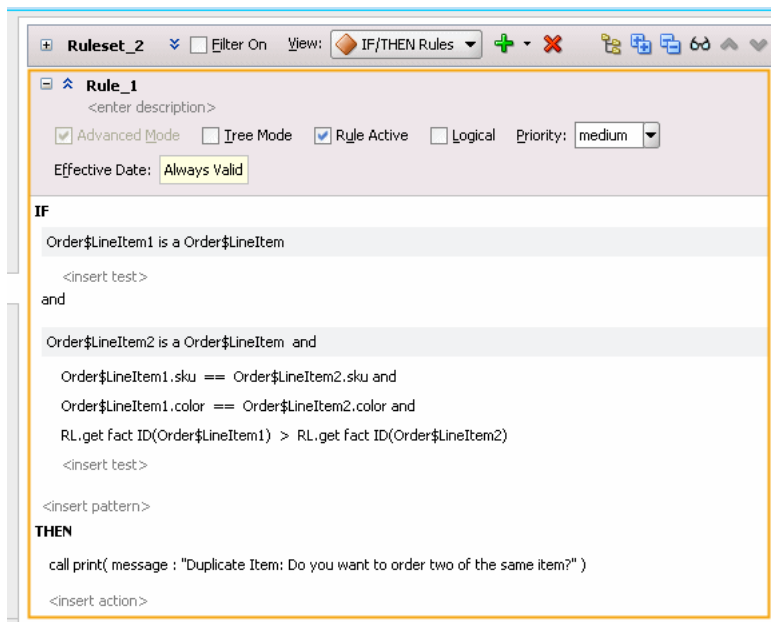 Ruleset_2 Filter On View: IF/THEN Rules
Rule_1
<enter description>
Advanced Mode Tree Mode Rule Active Logical Priority: medium
Effective Date: Always Valid
IF
Order$LineItem1 is a Order$LineItem
<insert test>
and
Order$LineItem2 is a Order$LineItem and
Order$LineItem1.sku == Order$LineItem2.sku and
Order$LineItem1.color == Order$LineItem2.color and
RL.get fact ID(Order$LineItem1) > RL.get fact ID(Order$LineItem2)
<insert test>
<insert pattern>
THEN
call print( message : "Duplicate Item: Do you want to order two of the same item?" )
<insert action>